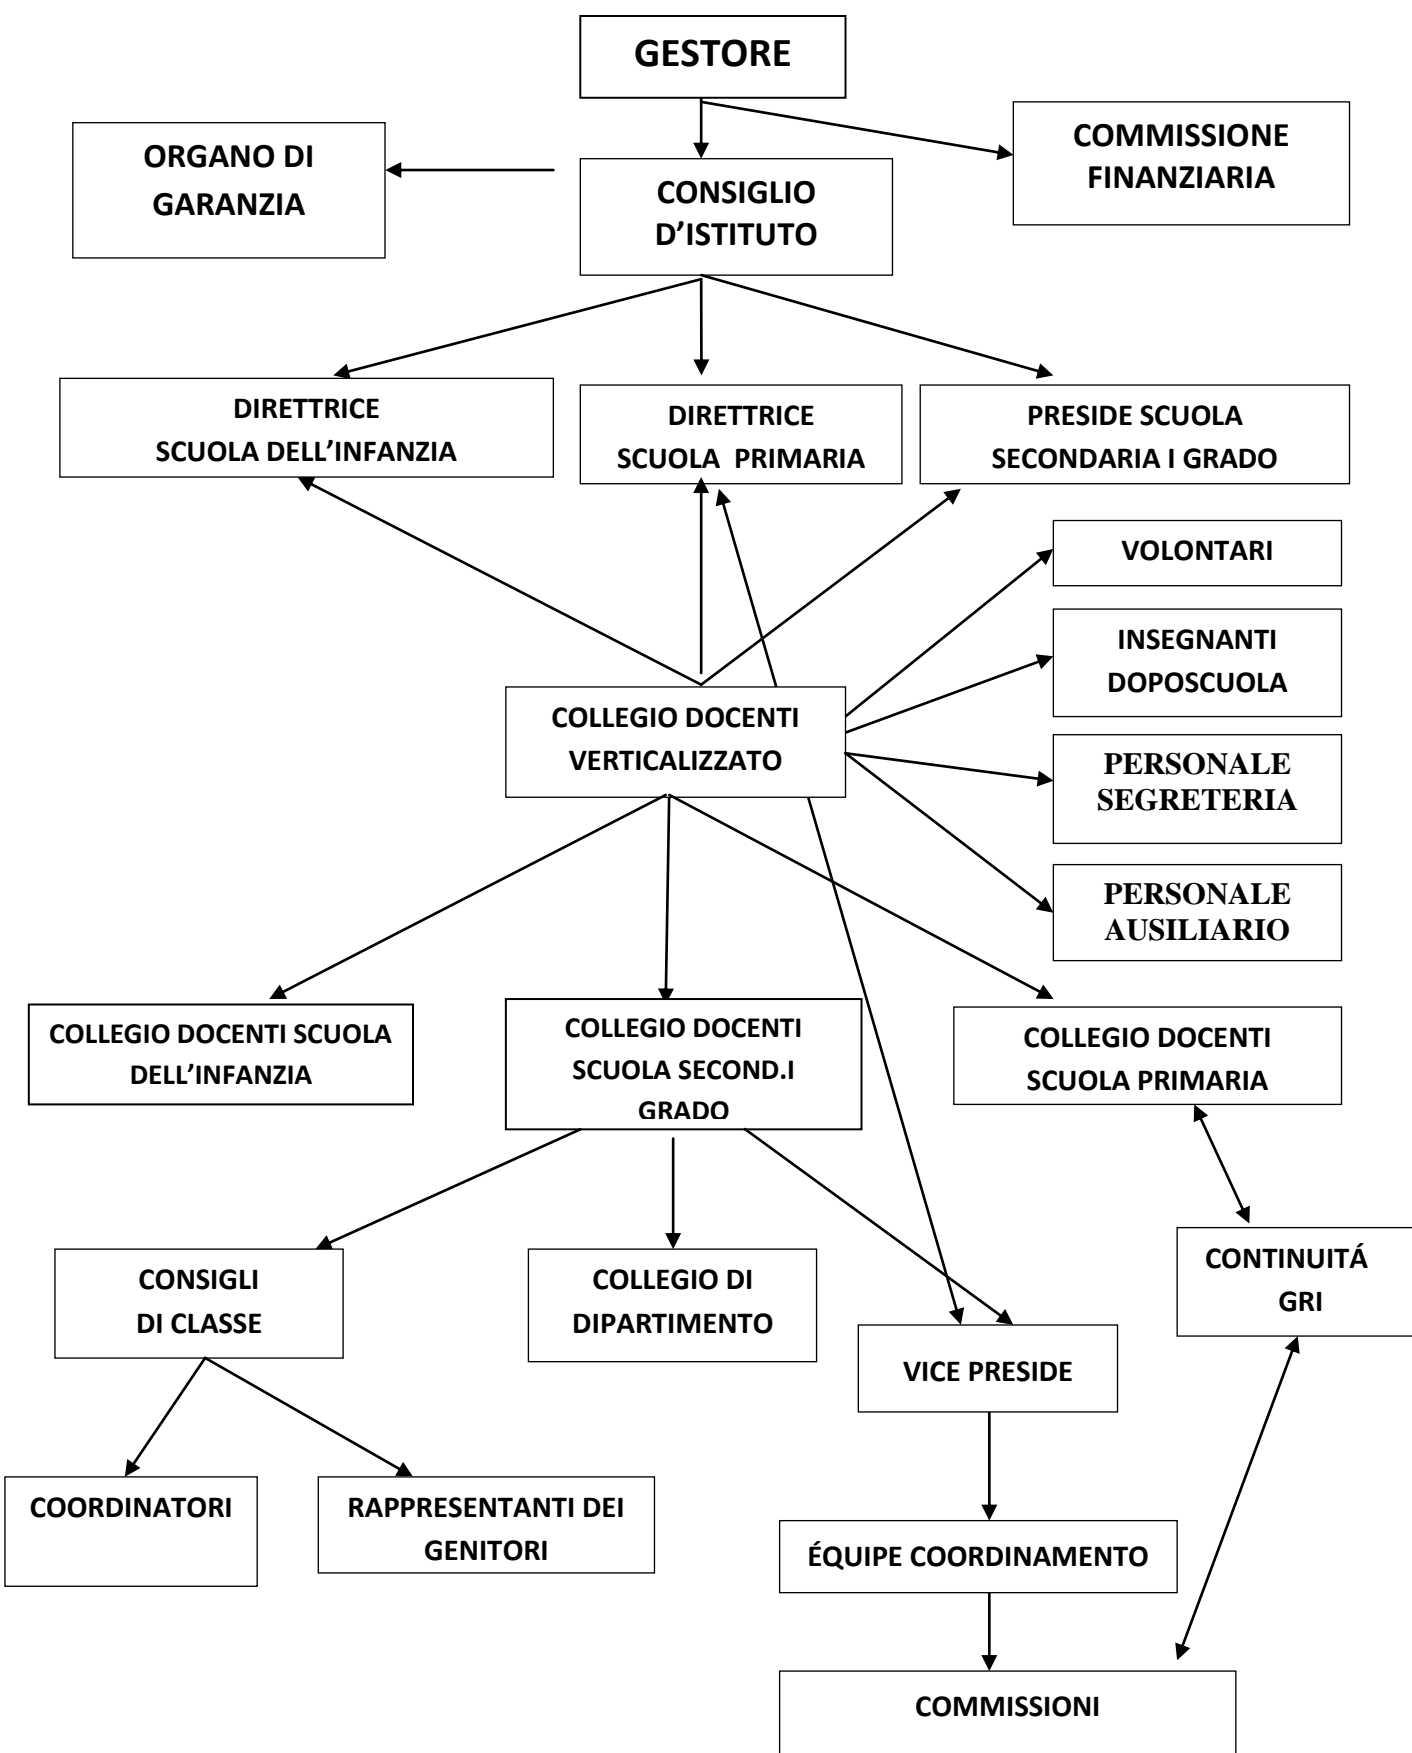 GESTORE
COMMISSIONE
FINANZIARIA
ORGANO DI
GARANZIA
CONSIGLIO
D’ISTITUTO
DIRETTRICE
SCUOLA DELL’INFANZIA
DIRETTRICE
SCUOLA PRIMARIA
PRESIDE SCUOLA
SECONDARIA I GRADO
VOLONTARI
INSEGNANTI
DOPOSCUOLA
COLLEGIO DOCENTI
VERTICALIZZATO
PERSONALE
SEGRETERIA
PERSONALE
AUSILIARIO
COLLEGIO DOCENTI SCUOLA
DELL’INFANZIA
COLLEGIO DOCENTI
SCUOLA SECOND.I
GRADO
COLLEGIO DOCENTI
SCUOLA PRIMARIA
CONSIGLI
DI CLASSE
COLLEGIO DI
DIPARTIMENTO
CONTINUITÁ
GRI
VICE PRESIDE
COORDINATORI
RAPPRESENTANTI DEI
GENITORI
ÉQUIPE COORDINAMENTO
COMMISSIONI